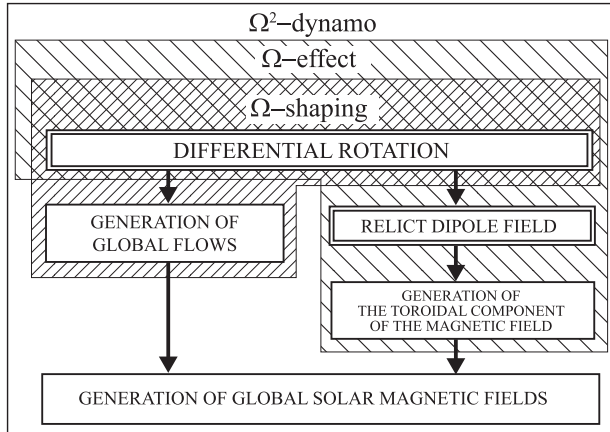 Ω²–dynamo
Ω–effect
Ω–shaping
DIFFERENTIAL ROTATION
GENERATION OF
GLOBAL FLOWS
RELICT DIPOLE FIELD
GENERATION OF
THE TOROIDAL COMPONENT
OF THE MAGNETIC FIELD
GENERATION OF GLOBAL SOLAR MAGNETIC FIELDS